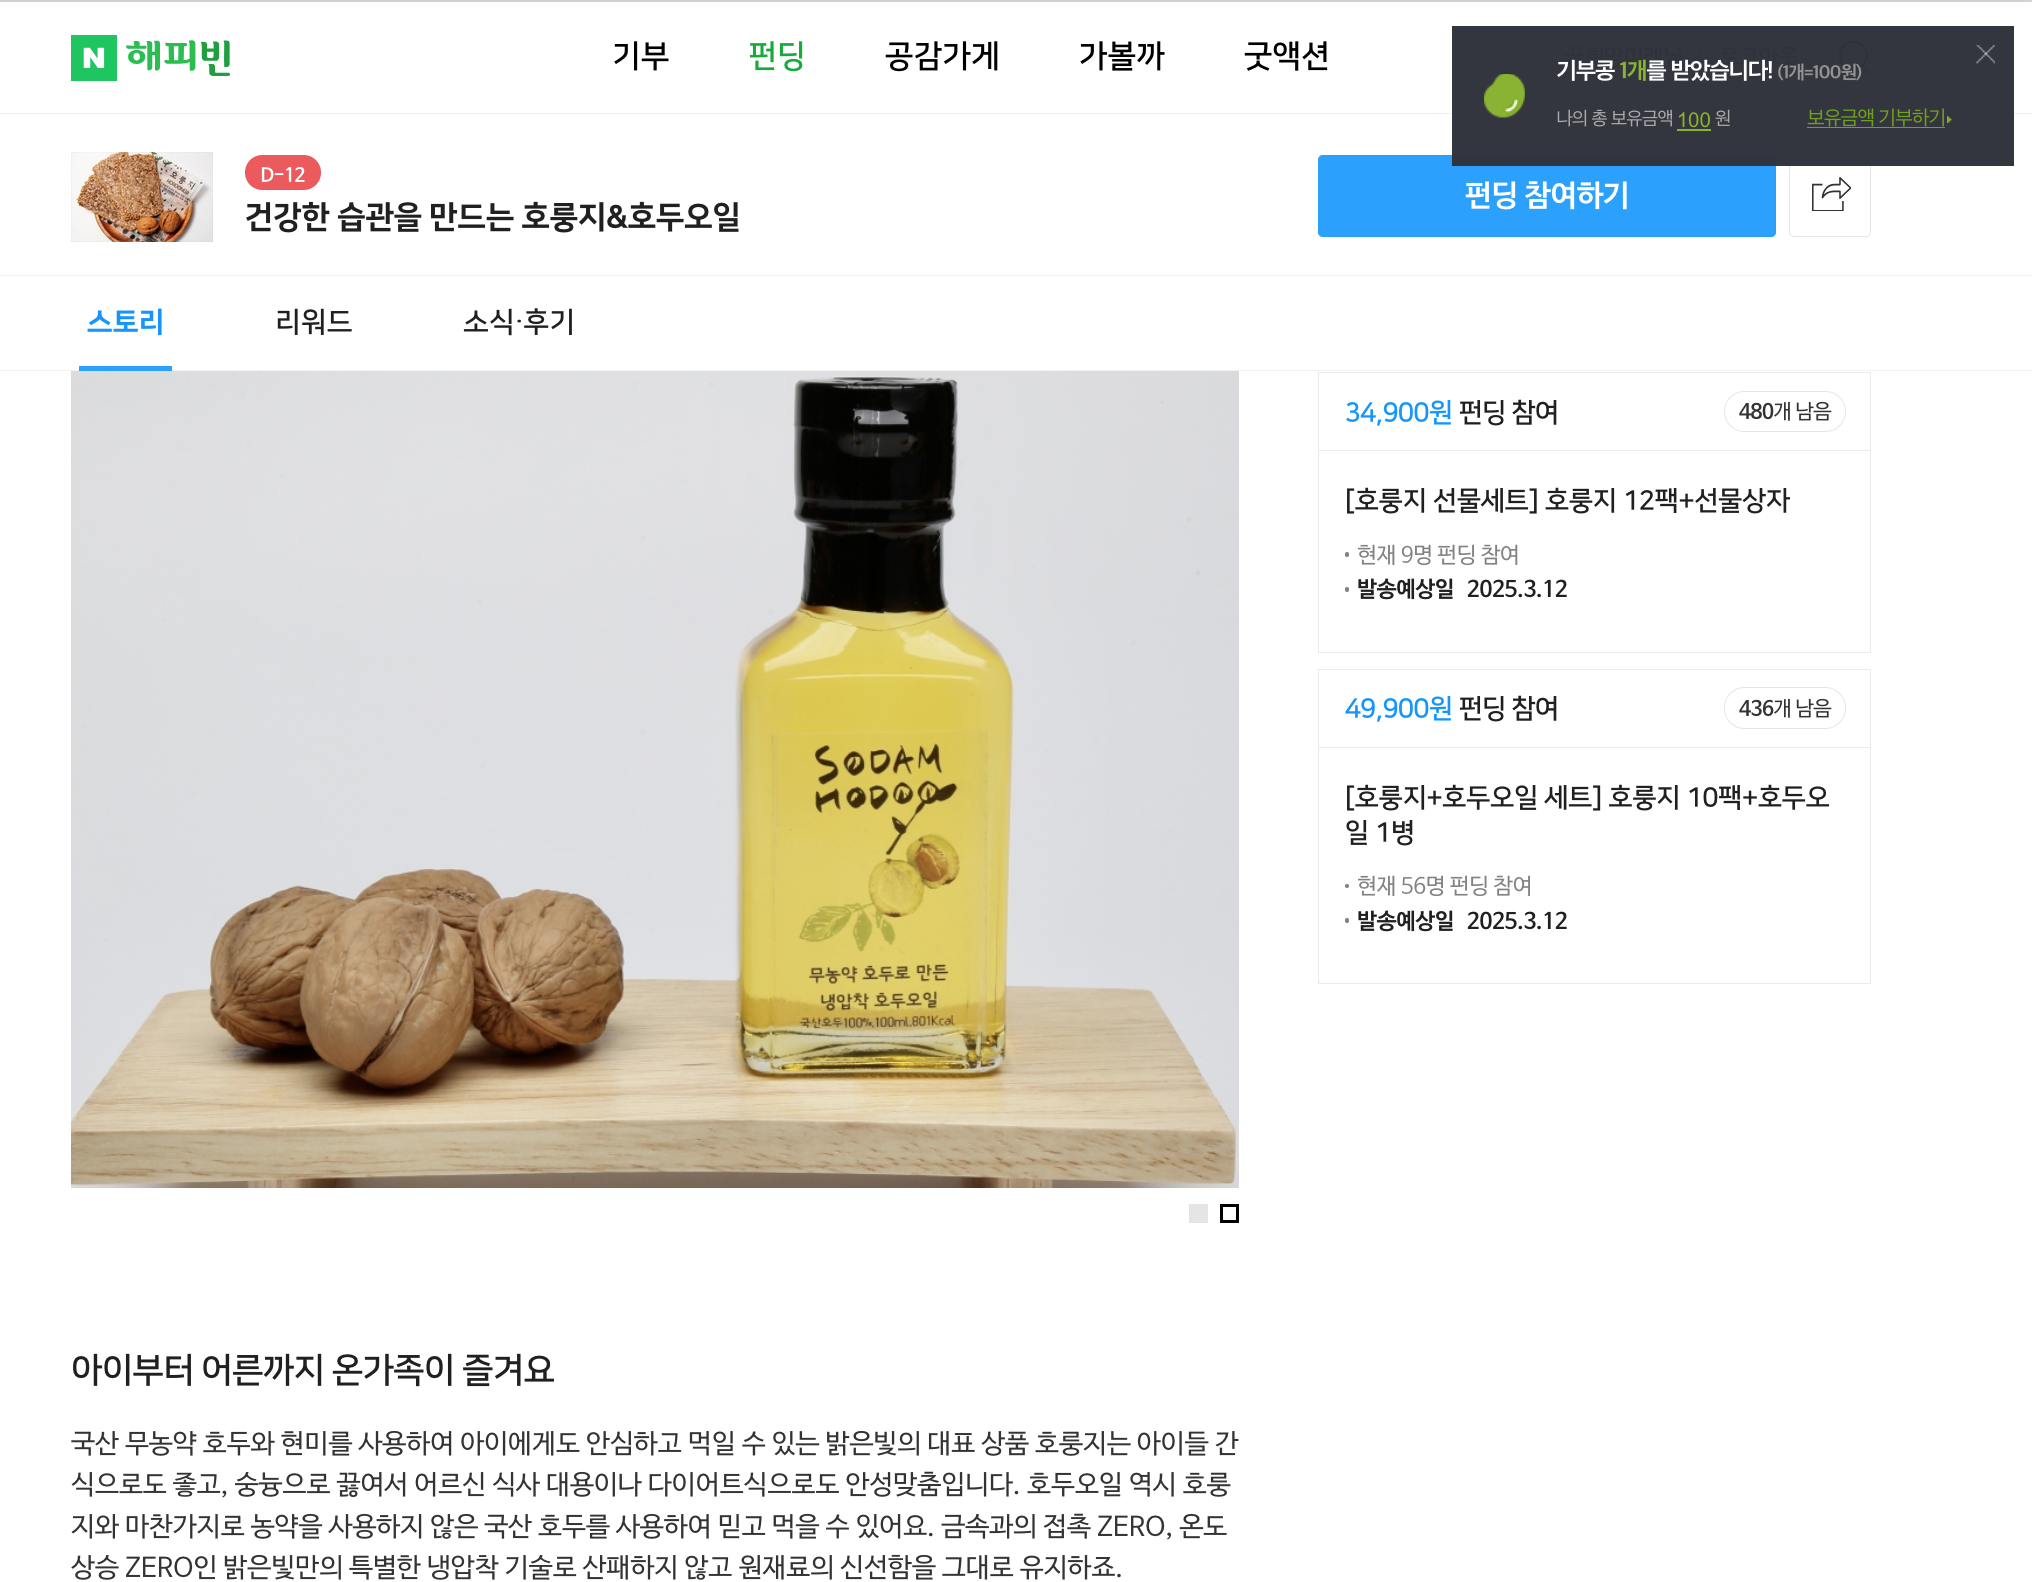 N 해피빈
기부
펀딩
공감가게
가볼까
굿액션
기부콩 1개를 받았습니다! (1개=100원)
나의 총 보유금액 100 원
보유금액 기부하기
D-12
건강한 습관을 만드는 호룽지&호두오일
펀딩 참여하기
스토리
리워드
소식·후기
SODAM
HODOO
무농약 호두로 만든
냉압착 호두오일
국산호두100%,100ml,801Kcal
34,900원 펀딩 참여
480개 남음
[호룽지 선물세트] 호룽지 12팩+선물상자
현재 9명 펀딩 참여
발송예상일 2025.3.12
49,900원 펀딩 참여
436개 남음
[호룽지+호두오일 세트] 호룽지 10팩+호두오
일 1병
현재 56명 펀딩 참여
발송예상일 2025.3.12
아이부터 어른까지 온가족이 즐겨요
국산 무농약 호두와 현미를 사용하여 아이에게도 안심하고 먹일 수 있는 밝은빛의 대표 상품 호룽지는 아이들 간
식으로도 좋고, 숭늉으로 끓여서 어르신 식사 대용이나 다이어트식으로도 안성맞춤입니다. 호두오일 역시 호룽
지와 마찬가지로 농약을 사용하지 않은 국산 호두를 사용하여 믿고 먹을 수 있어요. 금속과의 접촉 ZERO, 온도
상승 ZERO인 밝은빛만의 특별한 냉압착 기술로 산패하지 않고 원재료의 신선함을 그대로 유지하죠.